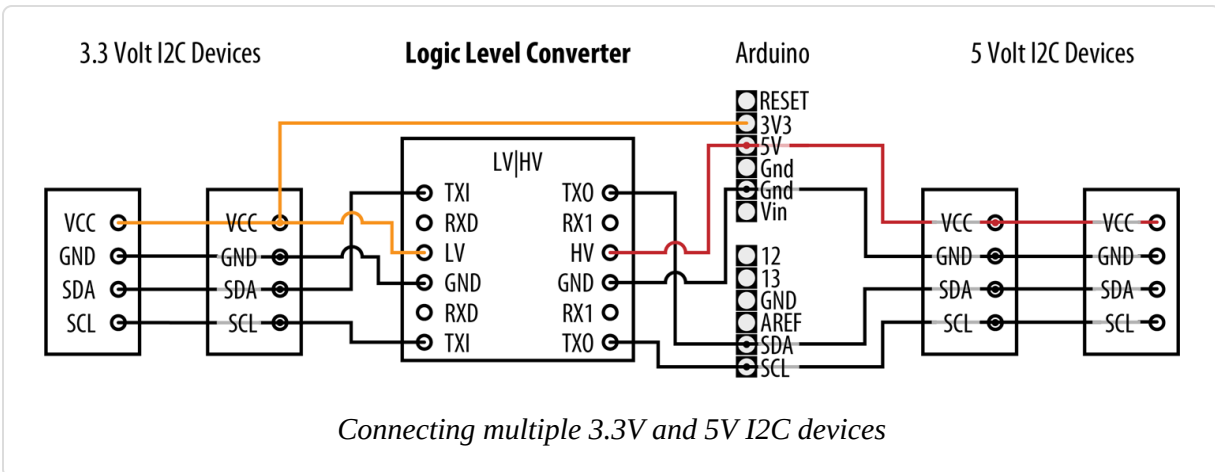 3.3 Volt I2C Devices
Logic Level Converter
Arduino
5 Volt I2C Devices
VCC
GND
SDA
SCL
VCC
GND
SDA
SCL
LV|HV
TXI
RXD
LV
GND
RXD
TXI
TX0
RX1
HV
GND
RX1
TX0
RESET
3V3
5V
Gnd
Gnd
Vin
12
13
GND
AREF
SDA
SCL
VCC
GND
SDA
SCL
VCC
GND
SDA
SCL
Connecting multiple 3.3V and 5V I2C devices